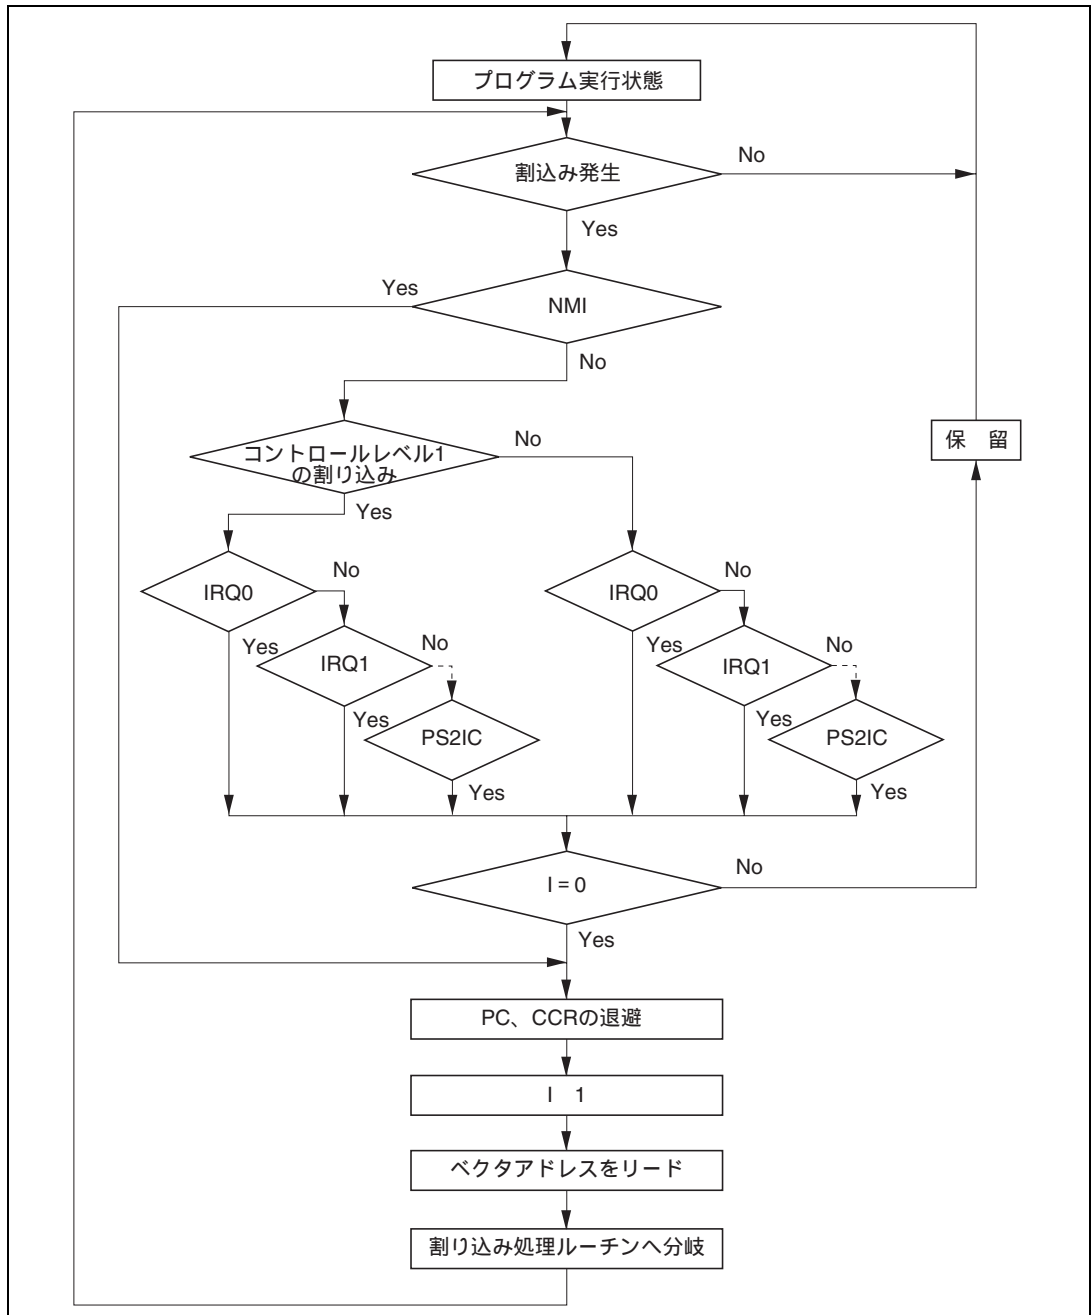 プログラム実行状態
割込み発生
No
Yes
Yes
NMI
No
コントロールレベル1
の割り込み
No
Yes
保 留
IRQ0
No
Yes
IRQ1
No
Yes
PS2IC
Yes
IRQ0
No
Yes
IRQ1
No
Yes
PS2IC
Yes
I = 0
No
Yes
PC、CCRの退避
I 1
ベクタアドレスをリード
割り込み処理ルーチンへ分岐